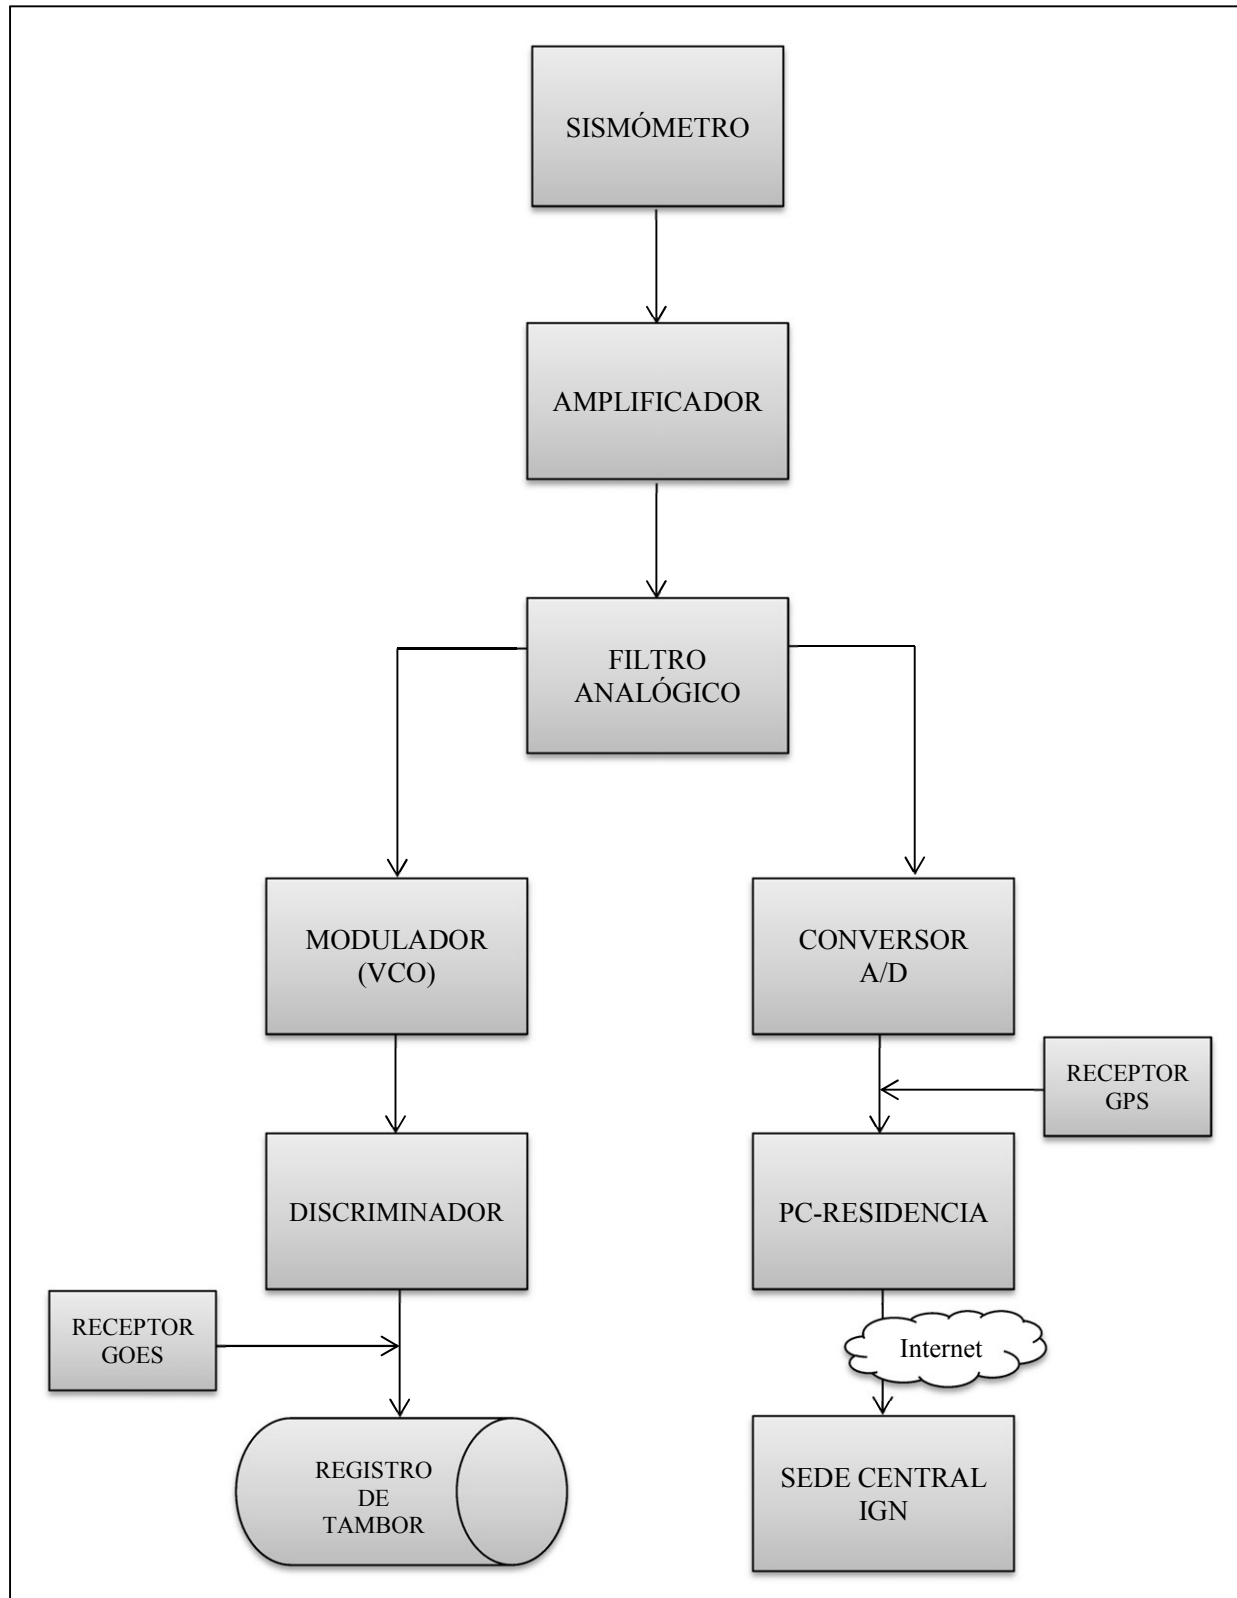 SISMÓMETRO
AMPLIFICADOR
FILTRO
ANALÓGICO
MODULADOR
(VCO)
CONVERSOR
A/D
RECEPTOR
GPS
DISCRIMINADOR
PC-RESIDENCIA
RECEPTOR
GOES
Internet
REGISTRO
DE
TAMBOR
SEDE CENTRAL
IGN